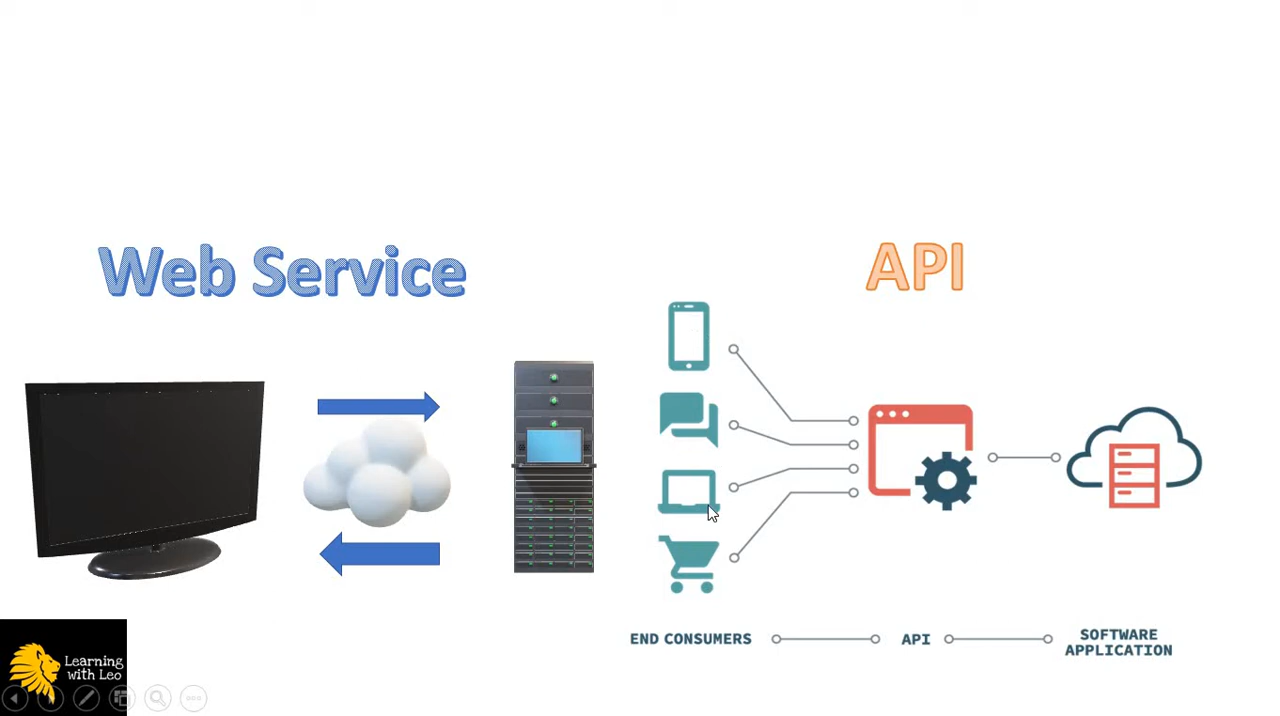 Web Service
API
END CONSUMERS
API
SOFTWARE
APPLICATION
Learning
with Leo